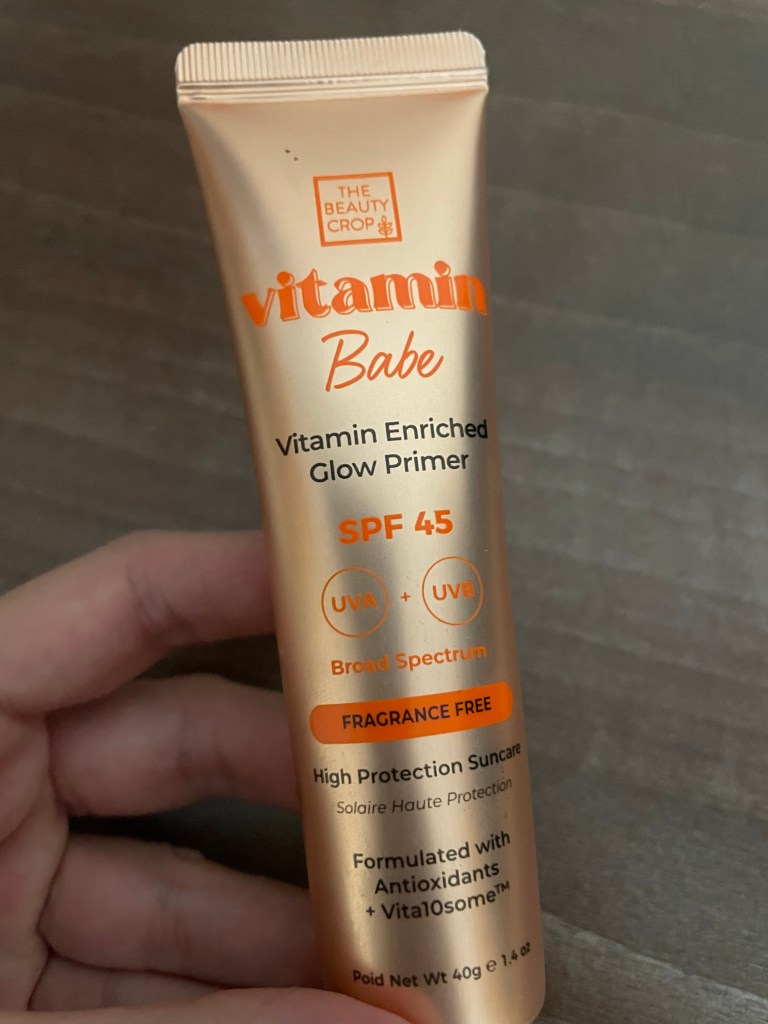 THE
BEAUTY
CROP
vitamin
Babe
Vitamin Enriched
Glow Primer
SPF 45
UVA + UVB
Broad Spectrum
FRAGRANCE FREE
High Protection Suncare
Solaire Haute Protection
Formulated with
Antioxidants
+ Vita10some™
Poid Net Wt 40g ℮ 1.4 oz